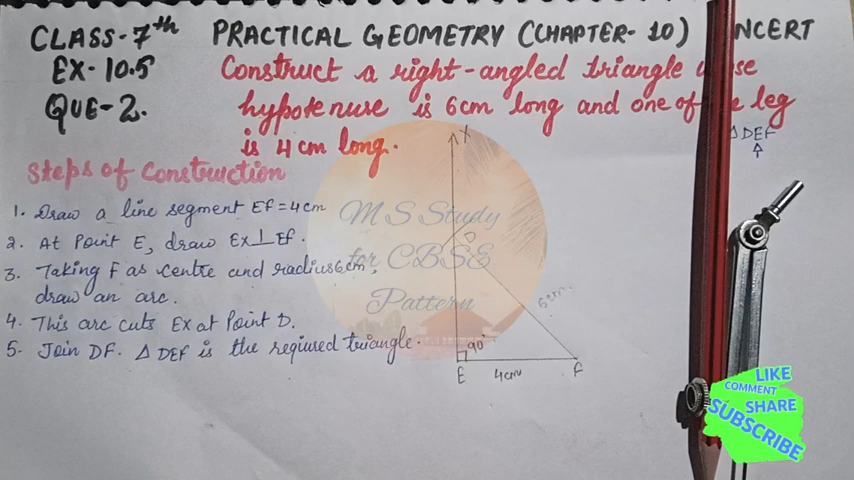 CLASS-7th PRACTICAL GEOMETRY (CHAPTER-10) NCERT
EX-10.5 Construct a right-angled triangle
QUE-2. hypotenuse is 6cm long and one of leg
is 4cm long.
△DEF
Steps of Construction
1. Draw a line segment EF=4cm
2. At Point E, draw EX⊥EF.
3. Taking F as centre and radius 6cm,
draw an arc.
4. This arc cuts EX at Point D.
5. Join DF. △DEF is the reqiured triangle.
X
D
6cm
90°
E 4cm F
MS Study
for CBSE
Pattern
LIKE
COMMENT
SHARE
SUBSCRIBE